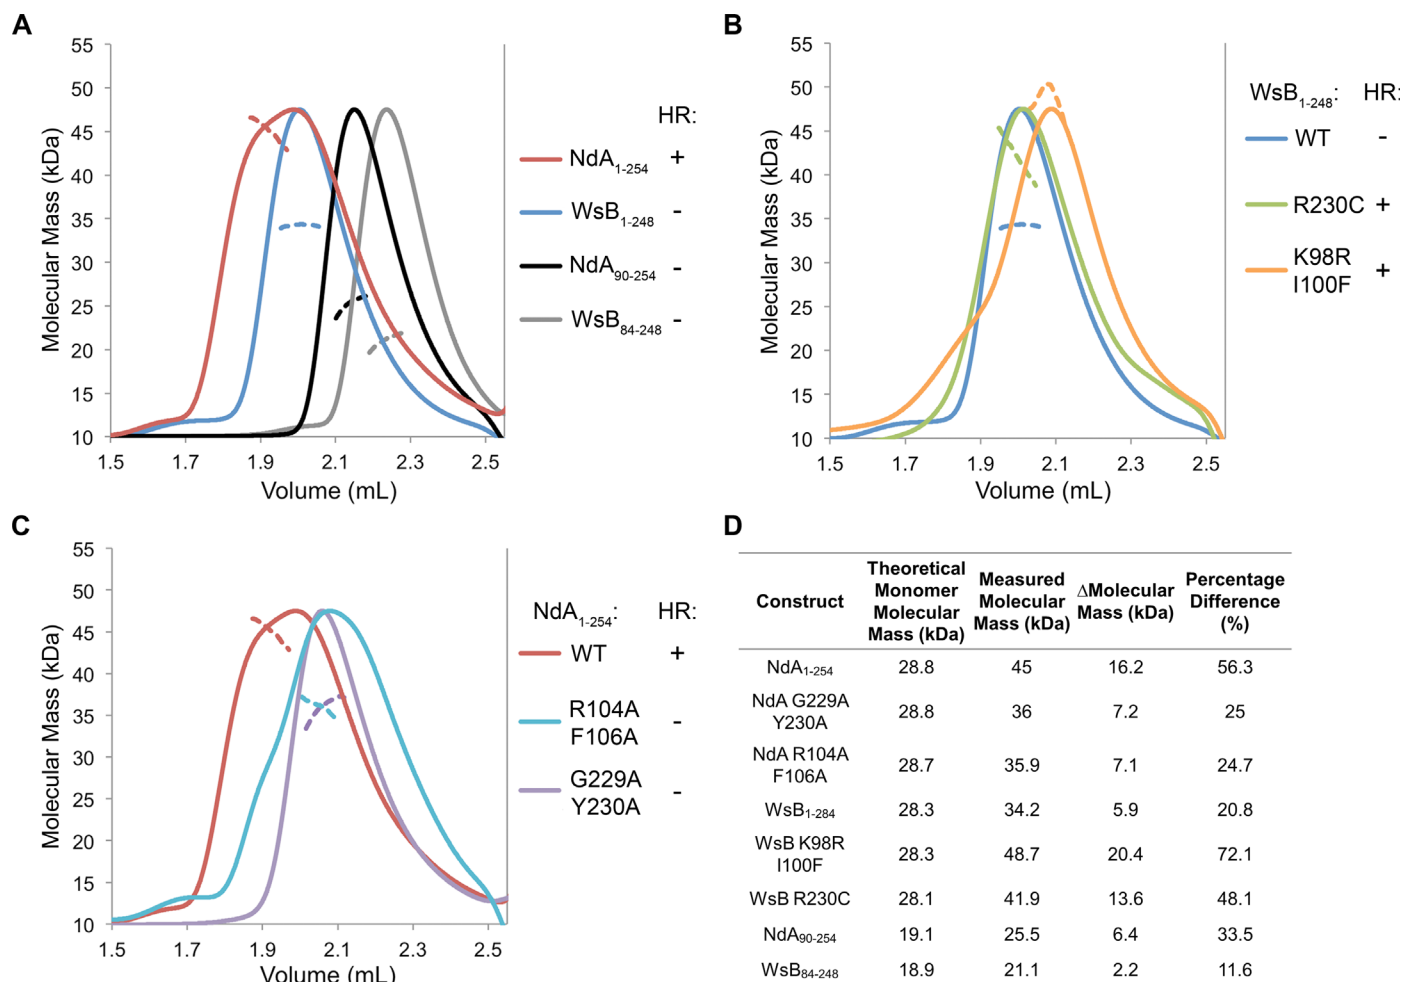 A
Molecular Mass (kDa)
55
50
45
40
35
30
25
20
15
10
1.5 1.7 1.9 2.1 2.3 2.5
Volume (mL)
HR:
NdA1-254 +
WsB1-248 -
NdA90-254 -
WsB84-248 -
B
Molecular Mass (kDa)
55
50
45
40
35
30
25
20
15
10
1.5 1.7 1.9 2.1 2.3 2.5
Volume (mL)
WsB1-248: HR:
WT -
R230C +
K98R
I100F +
C
Molecular Mass (kDa)
55
50
45
40
35
30
25
20
15
10
1.5 1.7 1.9 2.1 2.3 2.5
Volume (mL)
NdA1-254: HR:
WT +
R104A
F106A -
G229A
Y230A -
D
Construct Theoretical Monomer Molecular Mass (kDa) Measured Molecular Mass (kDa) ΔMolecular Mass (kDa) Percentage Difference (%)
NdA1-254 28.8 45 16.2 56.3
NdA G229A Y230A 28.8 36 7.2 25
NdA R104A F106A 28.7 35.9 7.1 24.7
WsB1-284 28.3 34.2 5.9 20.8
WsB K98R I100F 28.3 48.7 20.4 72.1
WsB R230C 28.1 41.9 13.6 48.1
NdA90-254 19.1 25.5 6.4 33.5
WsB84-248 18.9 21.1 2.2 11.6